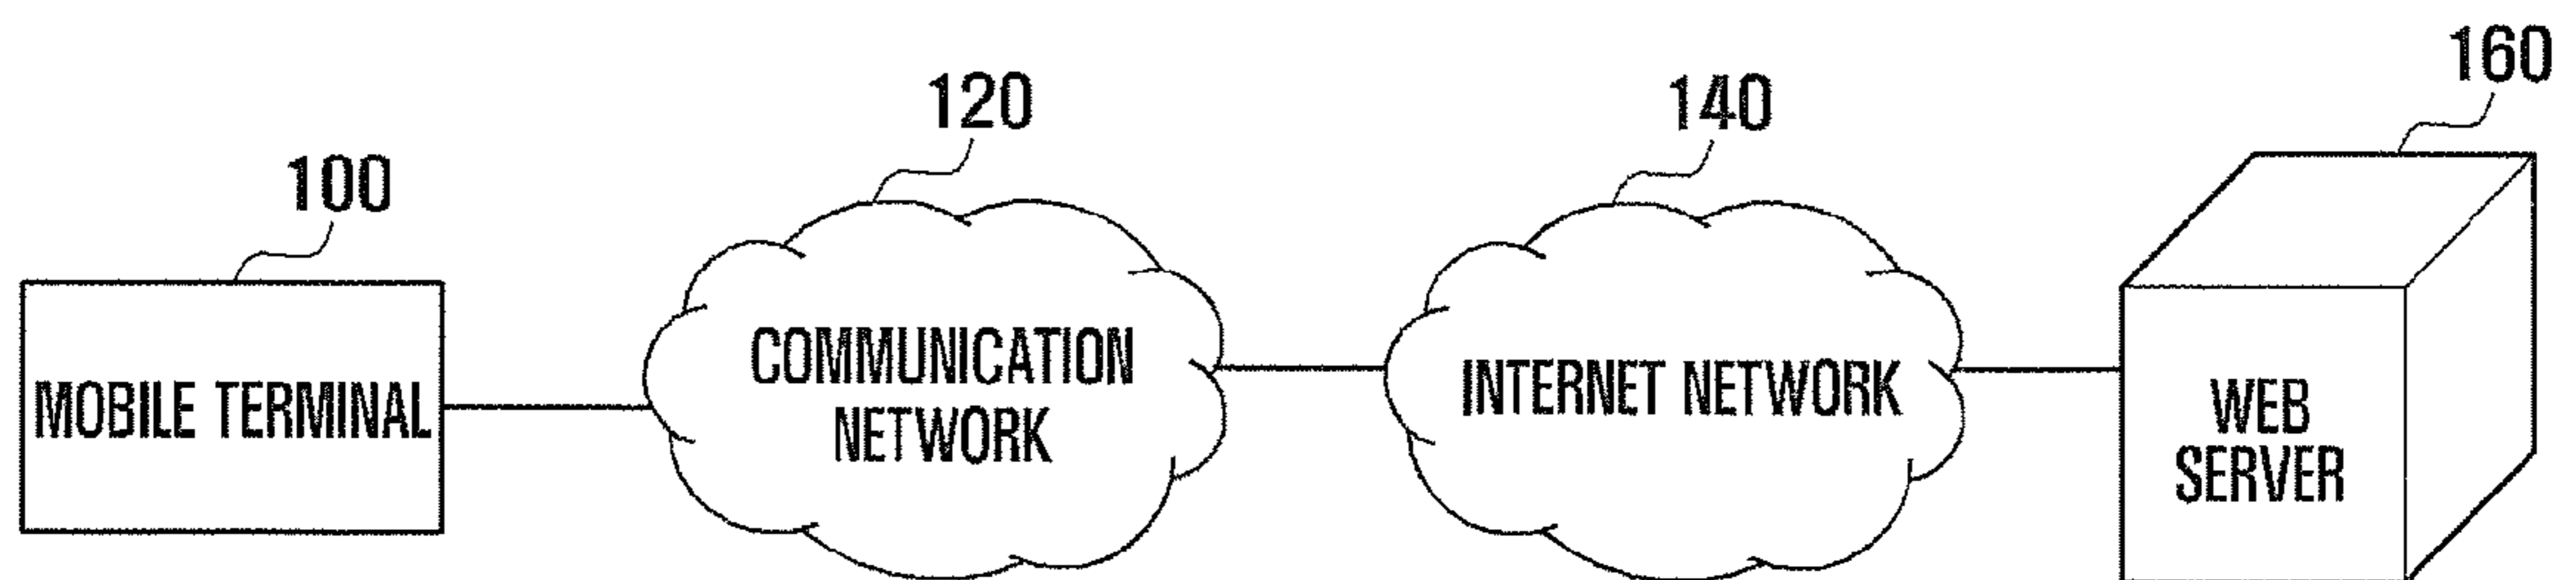 100
MOBILE TERMINAL
120
COMMUNICATION
NETWORK
140
INTERNET NETWORK
160
WEB
SERVER